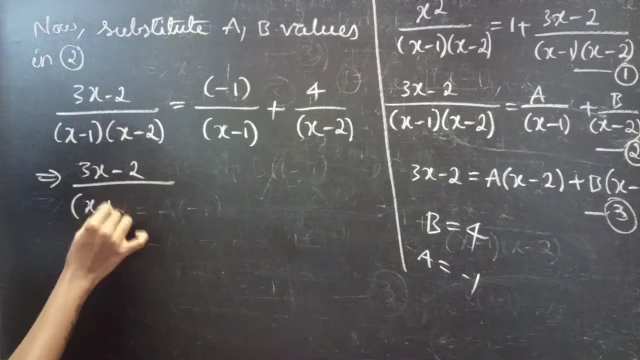 Now, substitute A, B values
in ②
(3x-2)/((x-1)(x-2)) = (-1)/(x-1) + 4/(x-2)
⇒ 3x-2
(x-
x²/((x-1)(x-2)) = 1 + (3x-2)/((x-1)(x-2))
— ①
(3x-2)/((x-1)(x-2)) = A/(x-1) + B/(x-2)
— ②
3x-2 = A(x-2) + B(x-
— ③
B = 4
A = -1